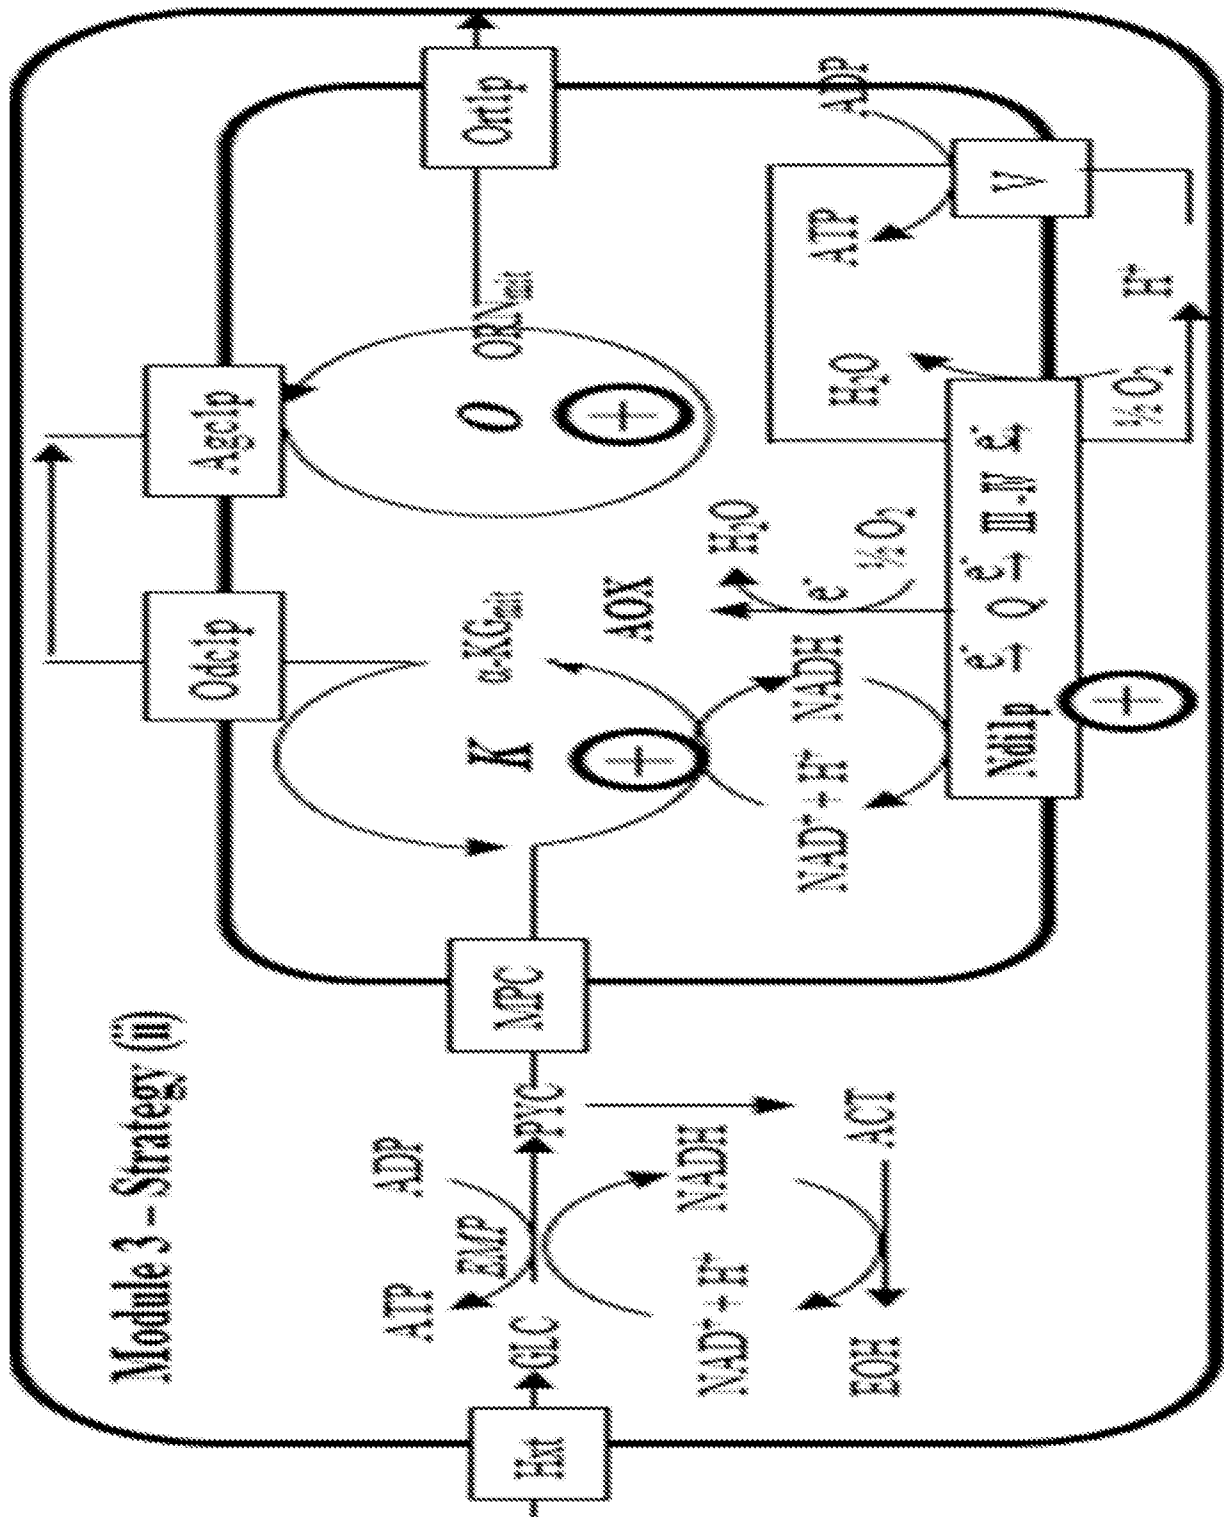 Module 3 – Strategy (ii)
Odc1p
Agc1p
ATP
ADP
EMP
Hxt
GLC
PYC
MPC
K
α-KGmit
O
ORNmit
Ort1p
+
+
AOX
NAD⁺ + H⁺
NADH
H₂O
e⁻
½O₂
NAD⁺ + H⁺
NADH
H₂O
ATP
ADP
EOH
ACT
Ndi1p e⁻→ Q e⁻→ III-IV e⁻→
V
+
½O₂
H⁺